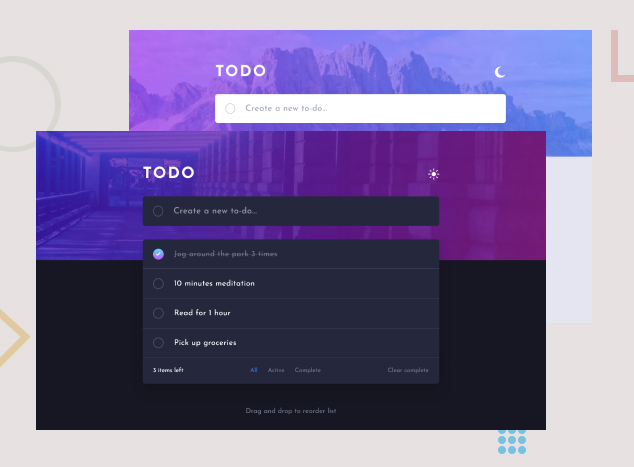 TODO
Create a new to-do...
TODO
Create a new to-do...
Jog around the park 3 times
10 minutes meditation
Read for 1 hour
Pick up groceries
3 items left All Active Complete Clear complete
Drag and drop to reorder list